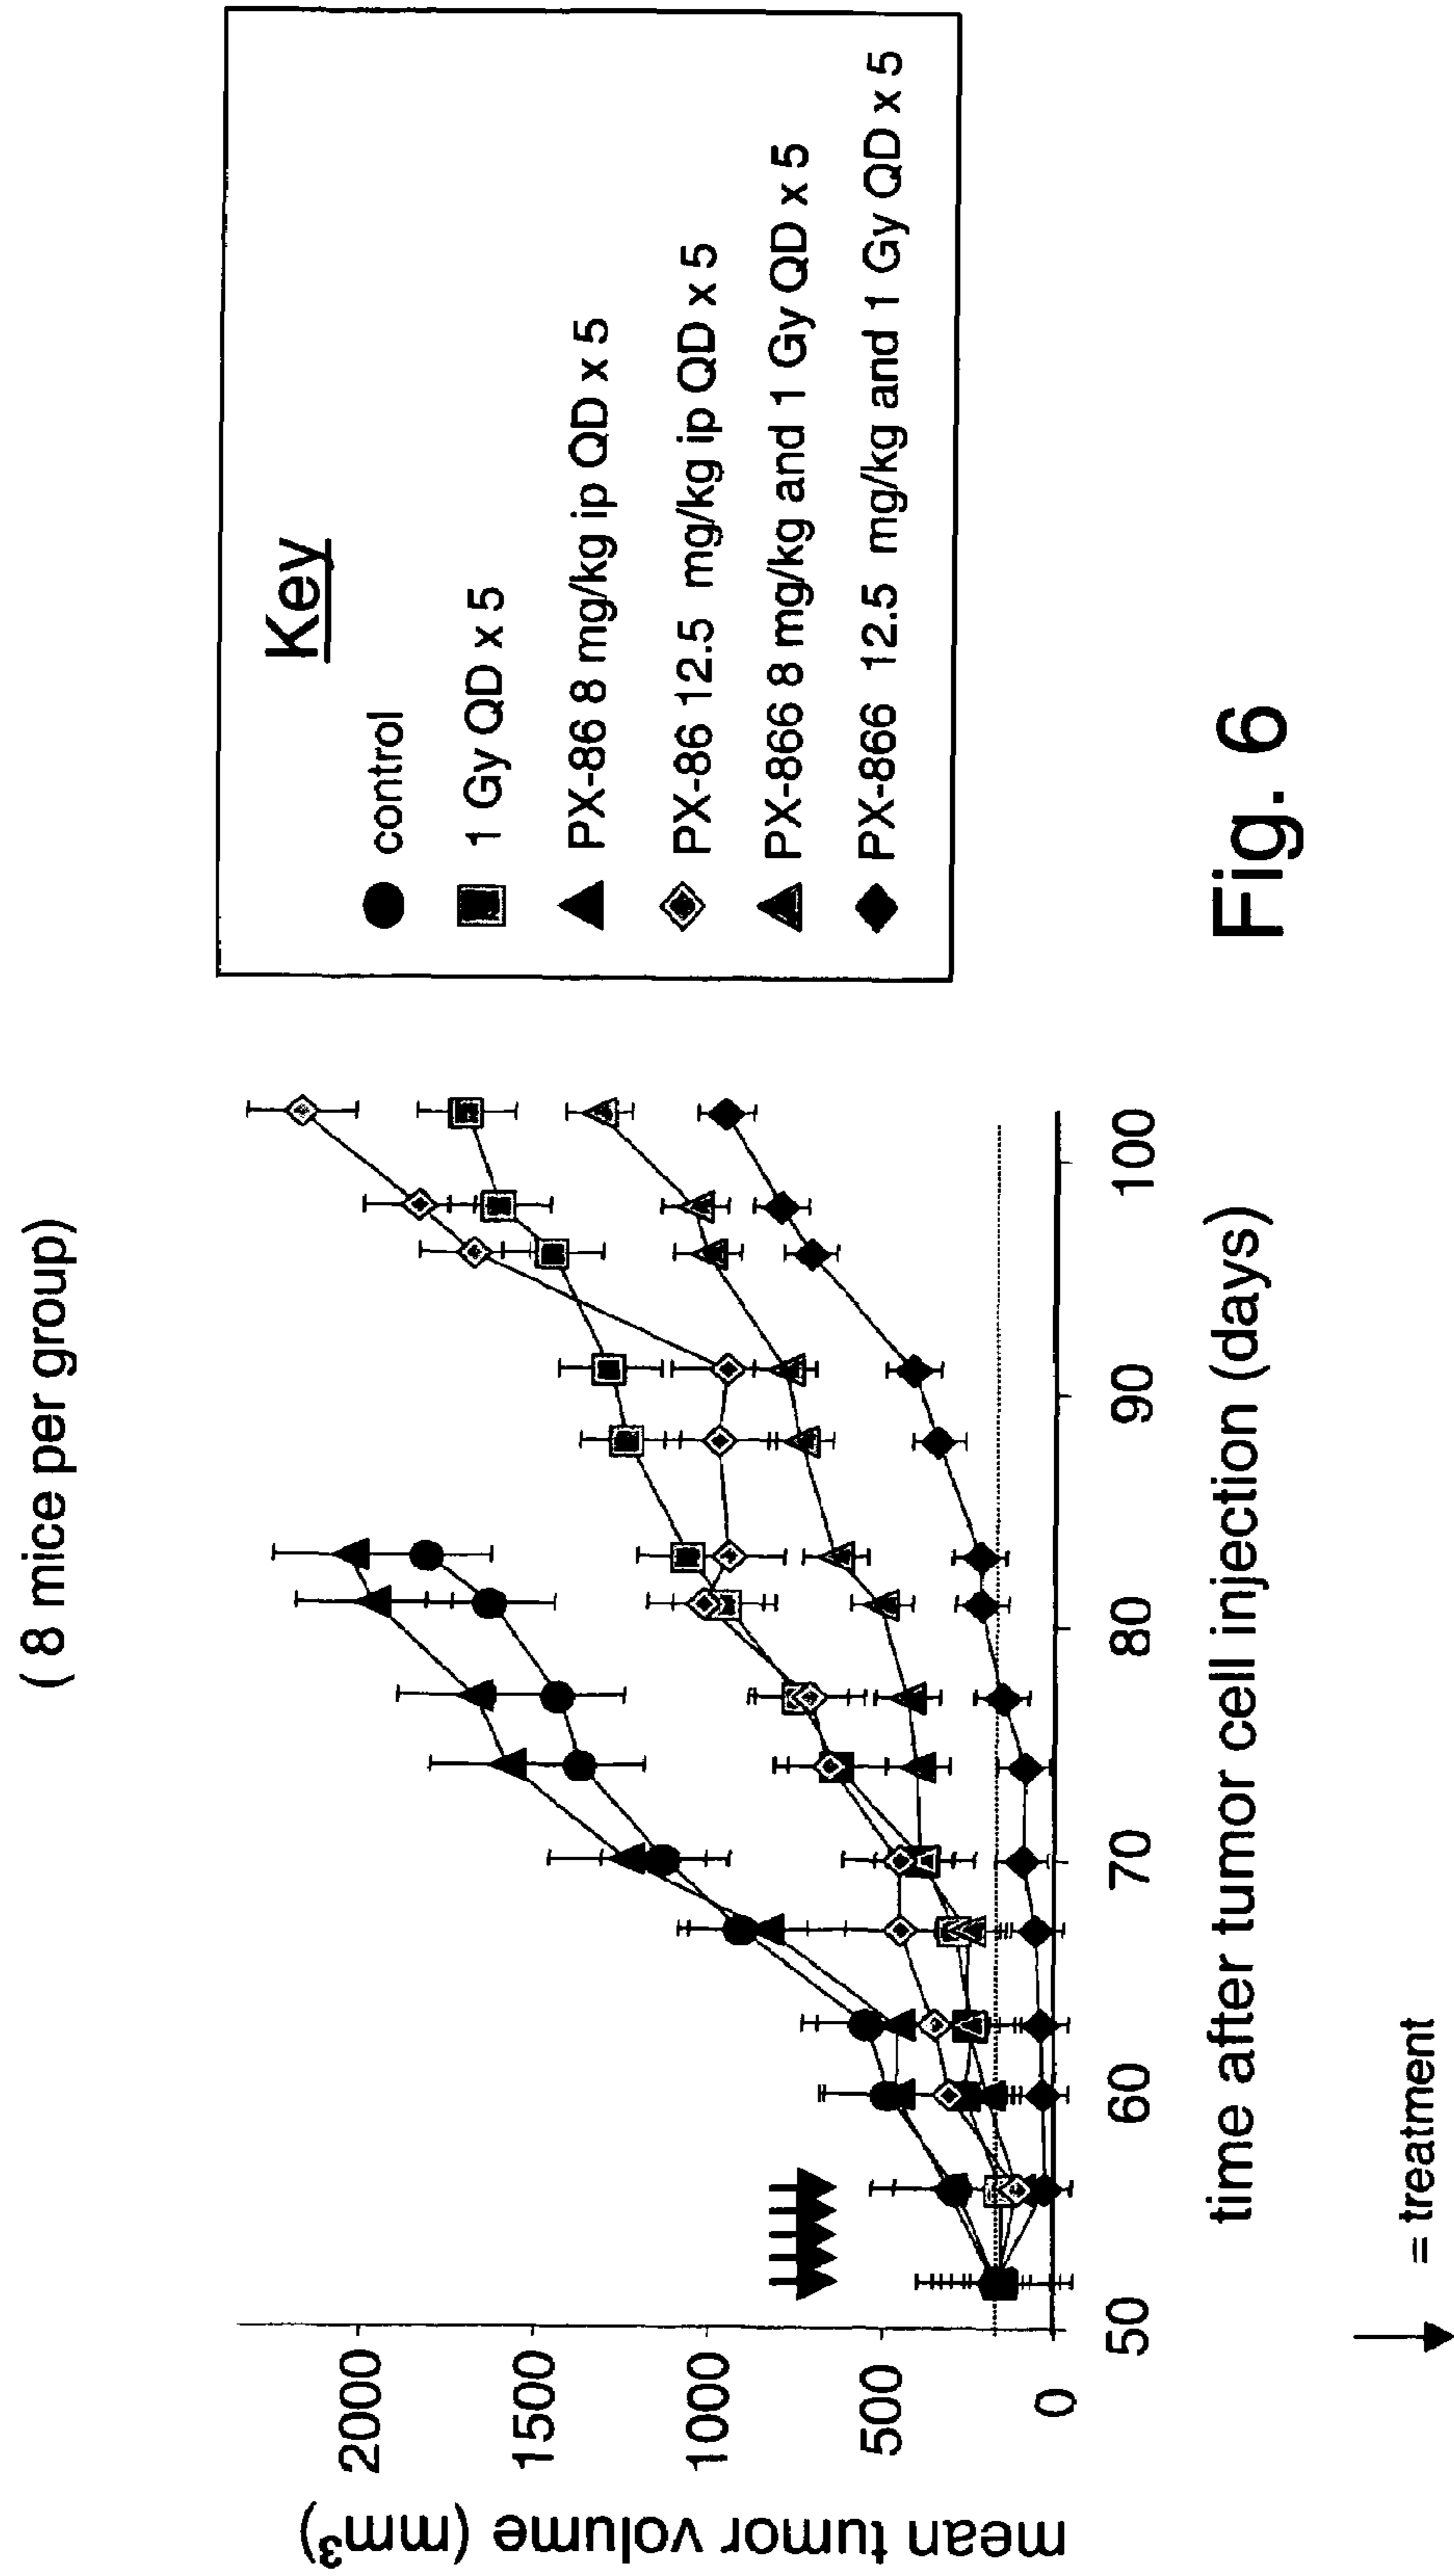 ( 8 mice per group)
mean tumor volume (mm³)
2000
1500
1000
500
0
50
60
70
80
90
100
time after tumor cell injection (days)
= treatment
Key
control
1 Gy QD x 5
PX-86 8 mg/kg ip QD x 5
PX-86 12.5 mg/kg ip QD x 5
PX-866 8 mg/kg and 1 Gy QD x 5
PX-866 12.5 mg/kg and 1 Gy QD x 5
Fig. 6